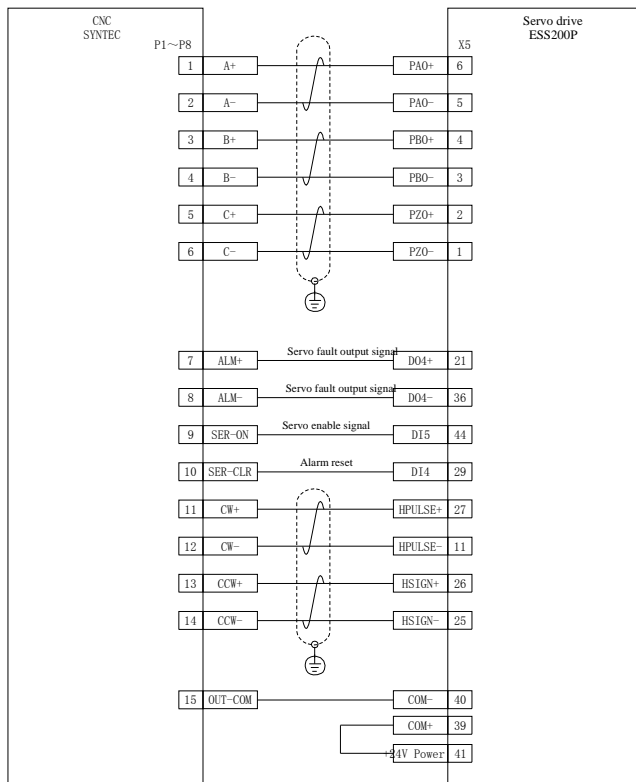 CNC
SYNTEC
Servo drive
ESS200P
P1～P8
X5
1 A+ PAO+ 6
2 A- PAO- 5
3 B+ PBO+ 4
4 B- PBO- 3
5 C+ PZO+ 2
6 C- PZO- 1
7 ALM+ Servo fault output signal DO4+ 21
8 ALM- Servo fault output signal DO4- 36
9 SER-ON Servo enable signal DI5 44
10 SER-CLR Alarm reset DI4 29
11 CW+ HPULSE+ 27
12 CW- HPULSE- 11
13 CCW+ HSIGN+ 26
14 CCW- HSIGN- 25
15 OUT-COM COM- 40
COM+ 39
+24V Power 41